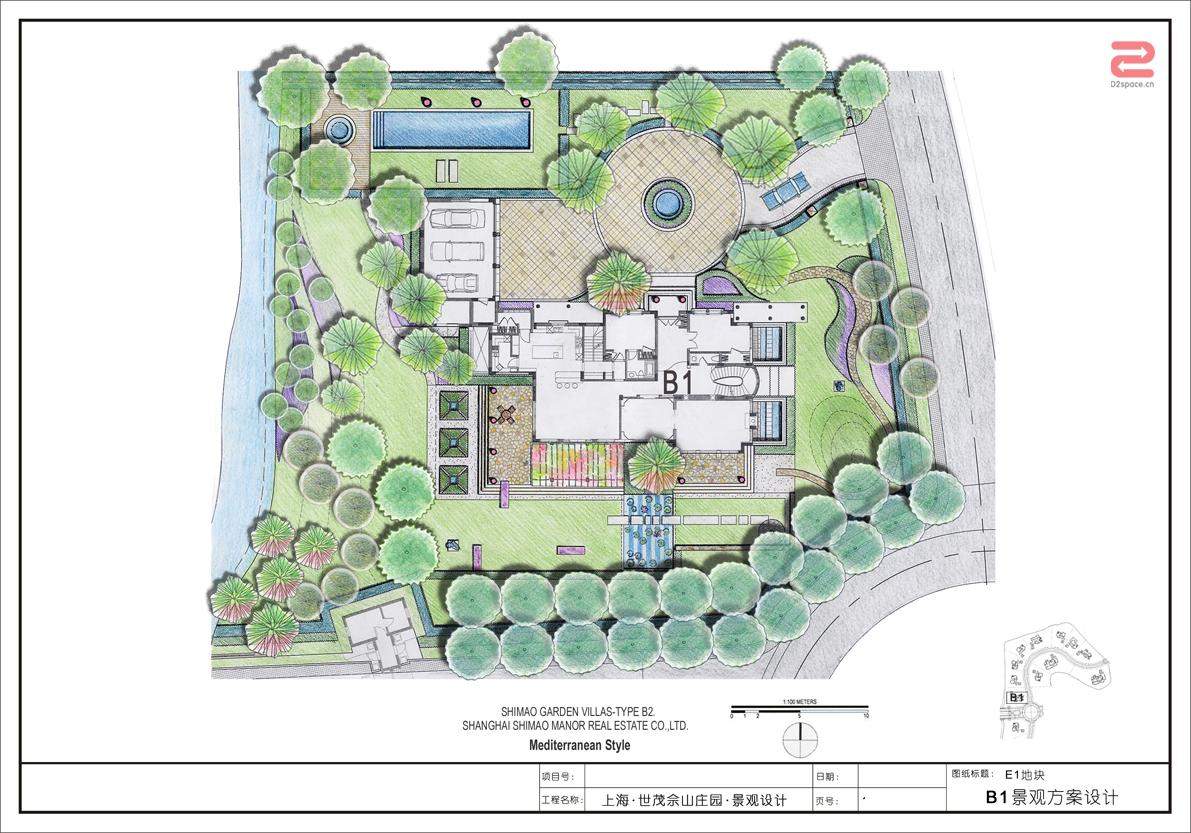 D2space.cn
B1
B1
1:100 METERS
0 1 2 5 10
SHIMAO GARDEN VILLAS-TYPE B2.
SHANGHAI SHIMAO MANOR REAL ESTATE CO.,LTD.
Mediterranean Style
项目号:
日期:
图纸标题: E1地块
工程名称: 上海·世茂佘山庄园·景观设计
页号:
B1景观方案设计